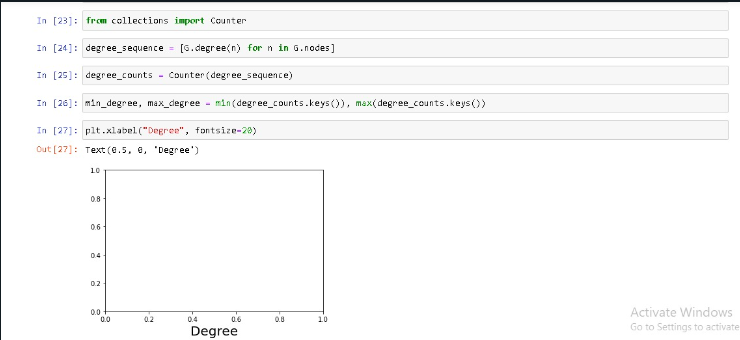 In [23]: from collections import Counter
In [24]: degree_sequence = [G.degree(n) for n in G.nodes]
In [25]: degree_counts = Counter(degree_sequence)
In [26]: min_degree, max_degree = min(degree_counts.keys()), max(degree_counts.keys())
In [27]: plt.xlabel("Degree", fontsize=20)
Out[27]: Text(0.5, 0, 'Degree')
1.0
0.8
0.6
0.4
0.2
0.0
0.0 0.2 0.4 0.6 0.8 1.0
Degree
Activate Windows
Go to Settings to activate